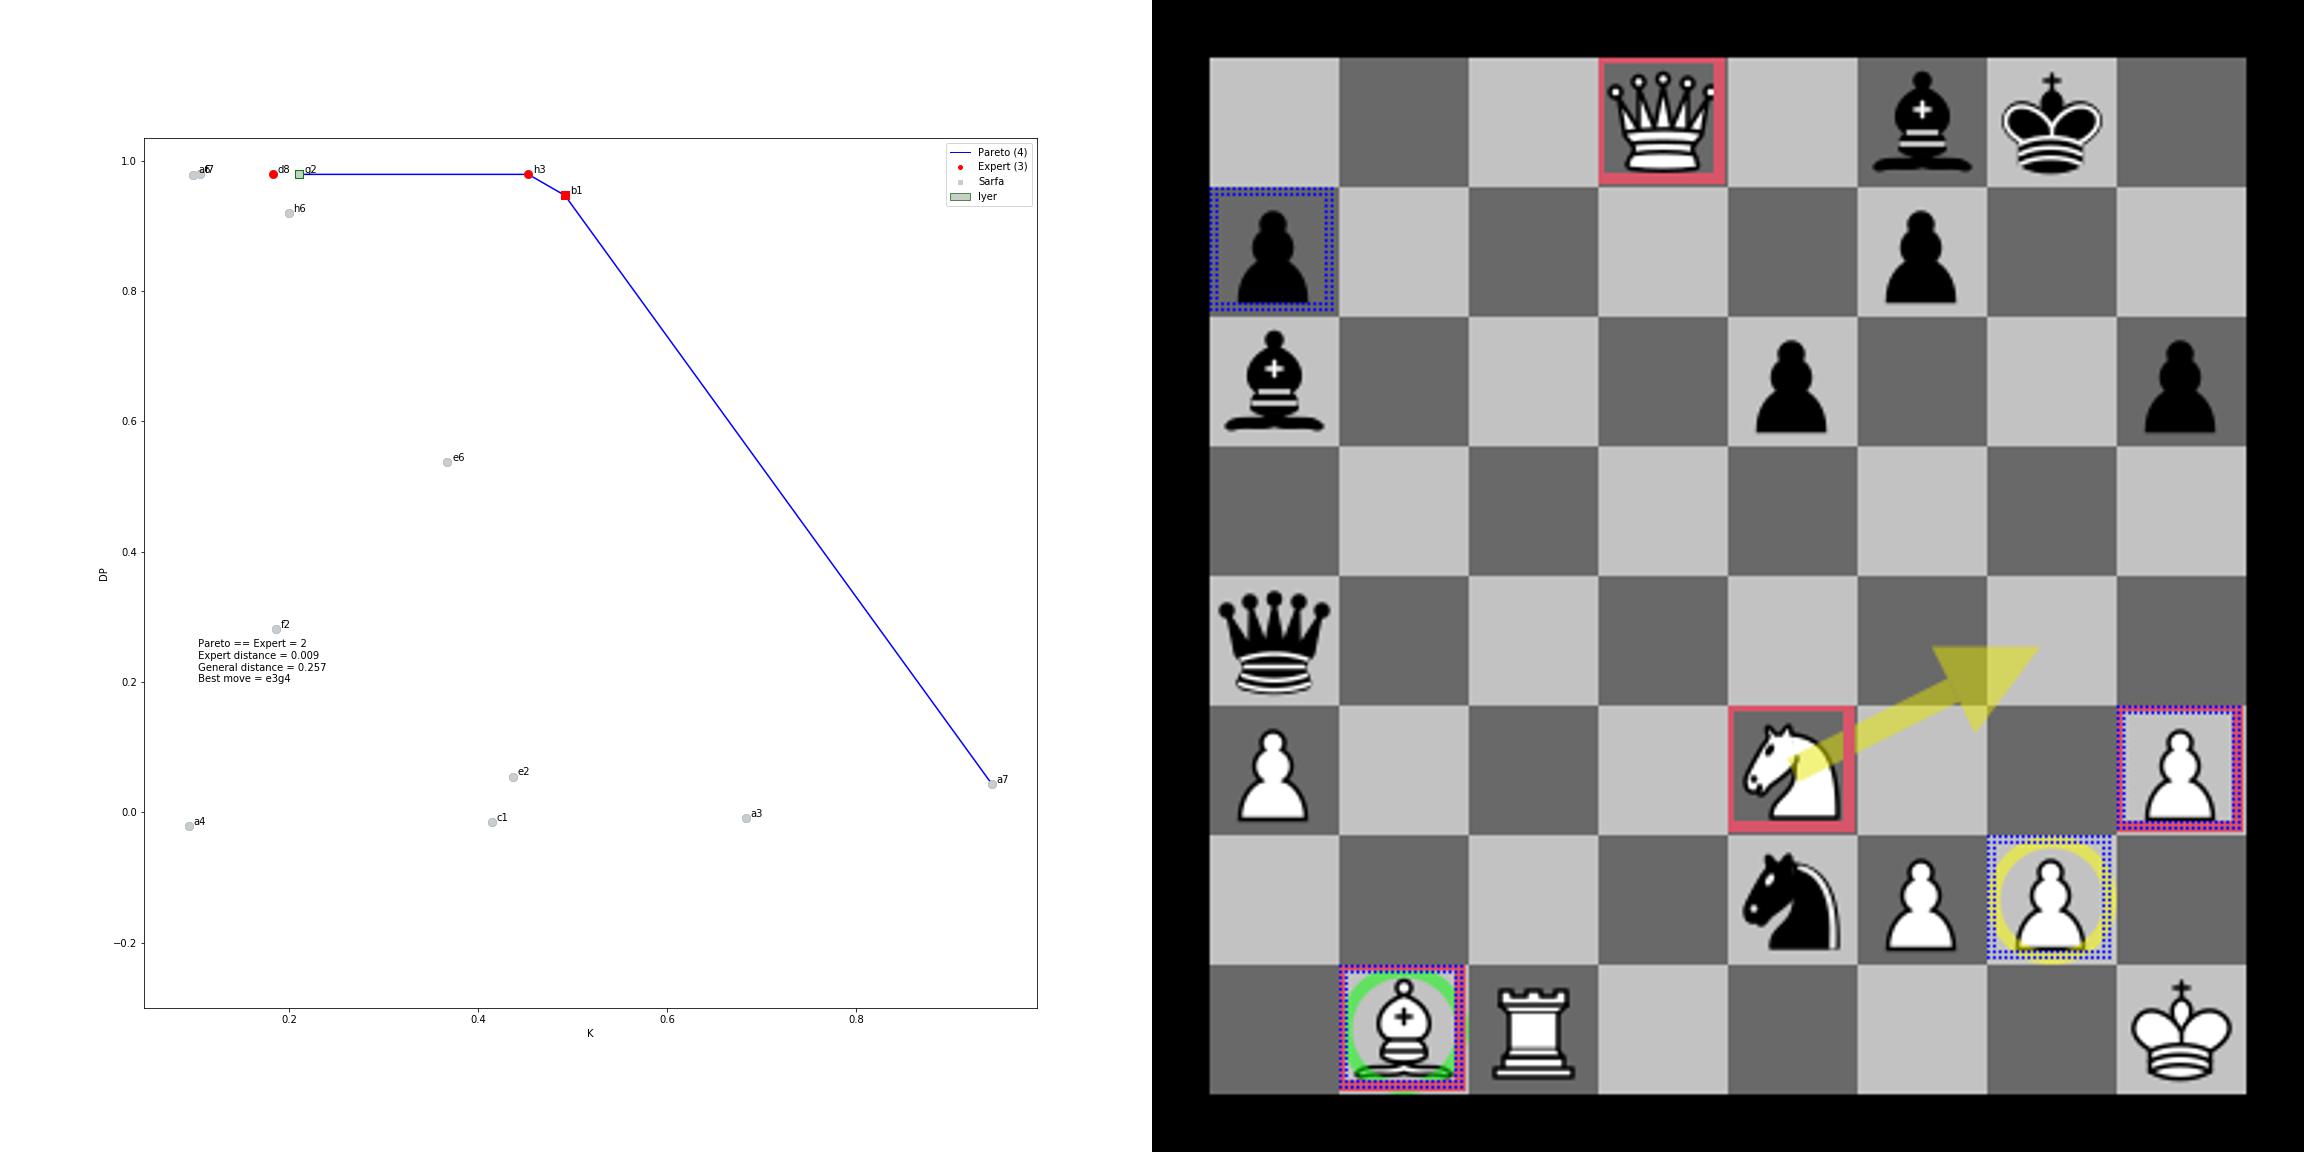 Pareto (4)
Expert (3)
Sarfa
Iyer
1.0
0.8
0.6
0.4
0.2
0.0
−0.2
DP
d8
g2
h3
b1
h6
e6
f2
Pareto == Expert = 2
Expert distance = 0.009
General distance = 0.257
Best move = e3g4
e2
a7
c1
a3
a4
0.2
0.4
0.6
0.8
K